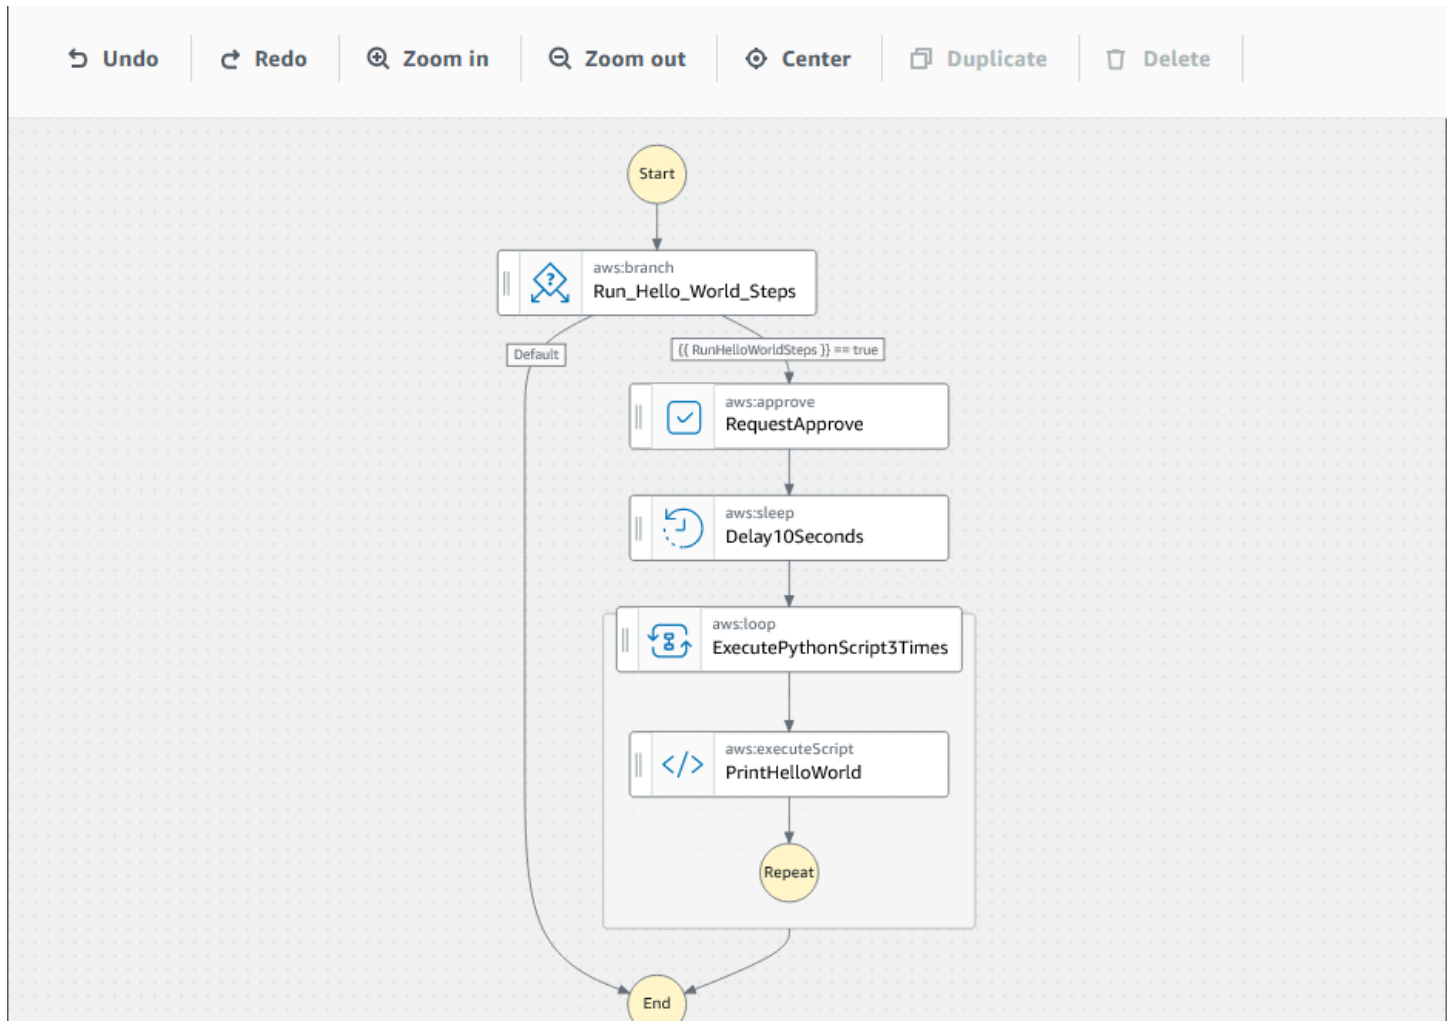 Undo Redo Zoom in Zoom out Center Duplicate Delete
Start
aws:branch
Run_Hello_World_Steps
Default
{{ RunHelloWorldSteps }} == true
aws:approve
RequestApprove
aws:sleep
Delay10Seconds
aws:loop
ExecutePythonScript3Times
aws:executeScript
PrintHelloWorld
Repeat
End